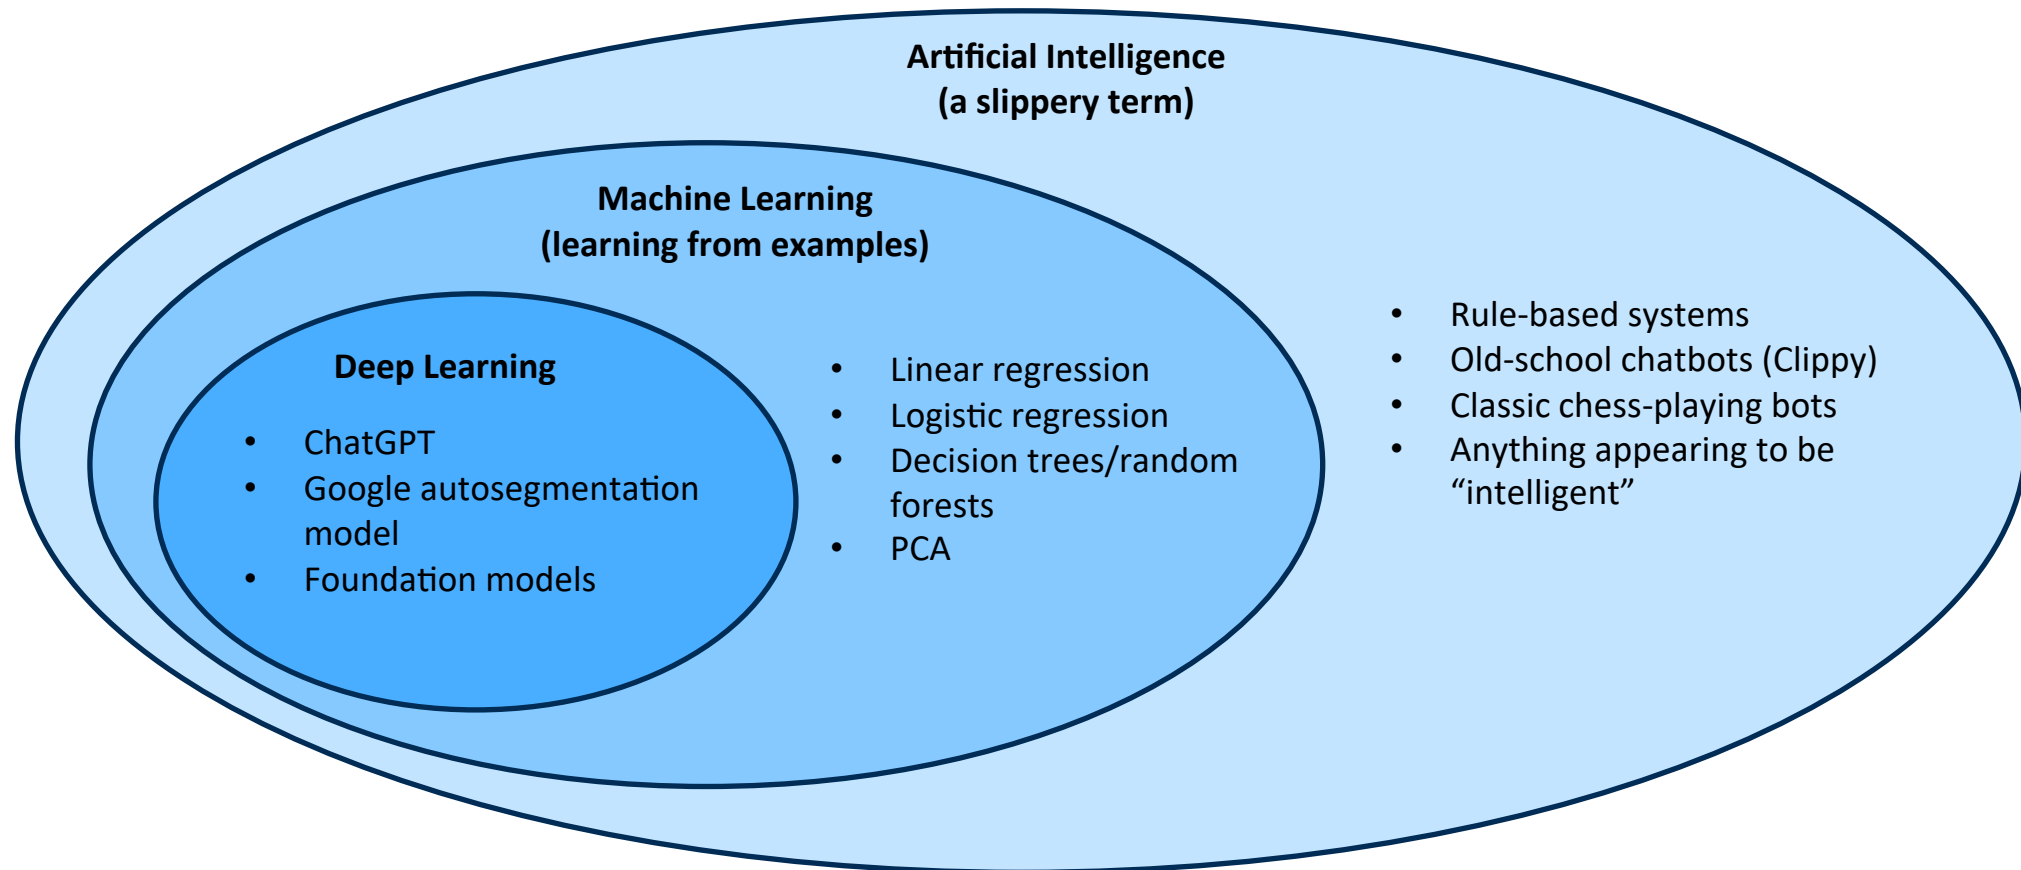 Artificial Intelligence
(a slippery term)
Machine Learning
(learning from examples)
Deep Learning
• ChatGPT
• Google autosegmentation
model
• Foundation models
• Linear regression
• Logistic regression
• Decision trees/random
forests
• PCA
• Rule-based systems
• Old-school chatbots (Clippy)
• Classic chess-playing bots
• Anything appearing to be
“intelligent”